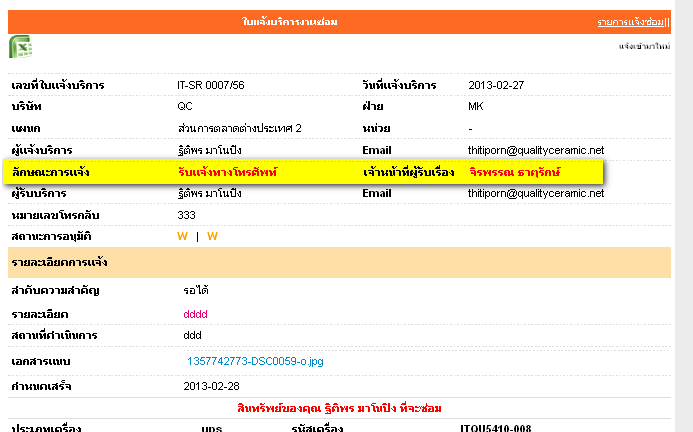 ใบแจ้งบริการงานซ่อม รายการแจ้งซ่อม||
แจ้งเข้ามาใหม่
เลขที่ใบแจ้งบริการ IT-SR 0007/56 วันที่แจ้งบริการ 2013-02-27
บริษัท QC ฝ่าย MK
แผนก ส่วนการตลาดต่างประเทศ 2 หน่วย -
ผู้แจ้งบริการ ฐิติพร มาโนปิง Email thitiporn@qualityceramic.net
ลักษณะการแจ้ง รับแจ้งทางโทรศัพท์ เจ้าหน้าที่ผู้รับเรื่อง จิรพรรณ ธาตุรักษ์
ผู้รับบริการ ฐิติพร มาโนปิง Email thitiporn@qualityceramic.net
หมายเลขโทรกลับ 333
สถานะการอนุมัติ W | W
รายละเอียดการแจ้ง
ลำดับความสำคัญ รอได้
รายละเอียด dddd
สถานที่ดำเนินการ ddd
เอกสารแนบ 1357742773-DSC0059-o.jpg
กำหนดเสร็จ 2013-02-28
สินทรัพย์ของคุณ ฐิติพร มาโนปิง ที่จะซ่อม
ประเภทเครื่อง ups รหัสเครื่อง ITQU5410-008